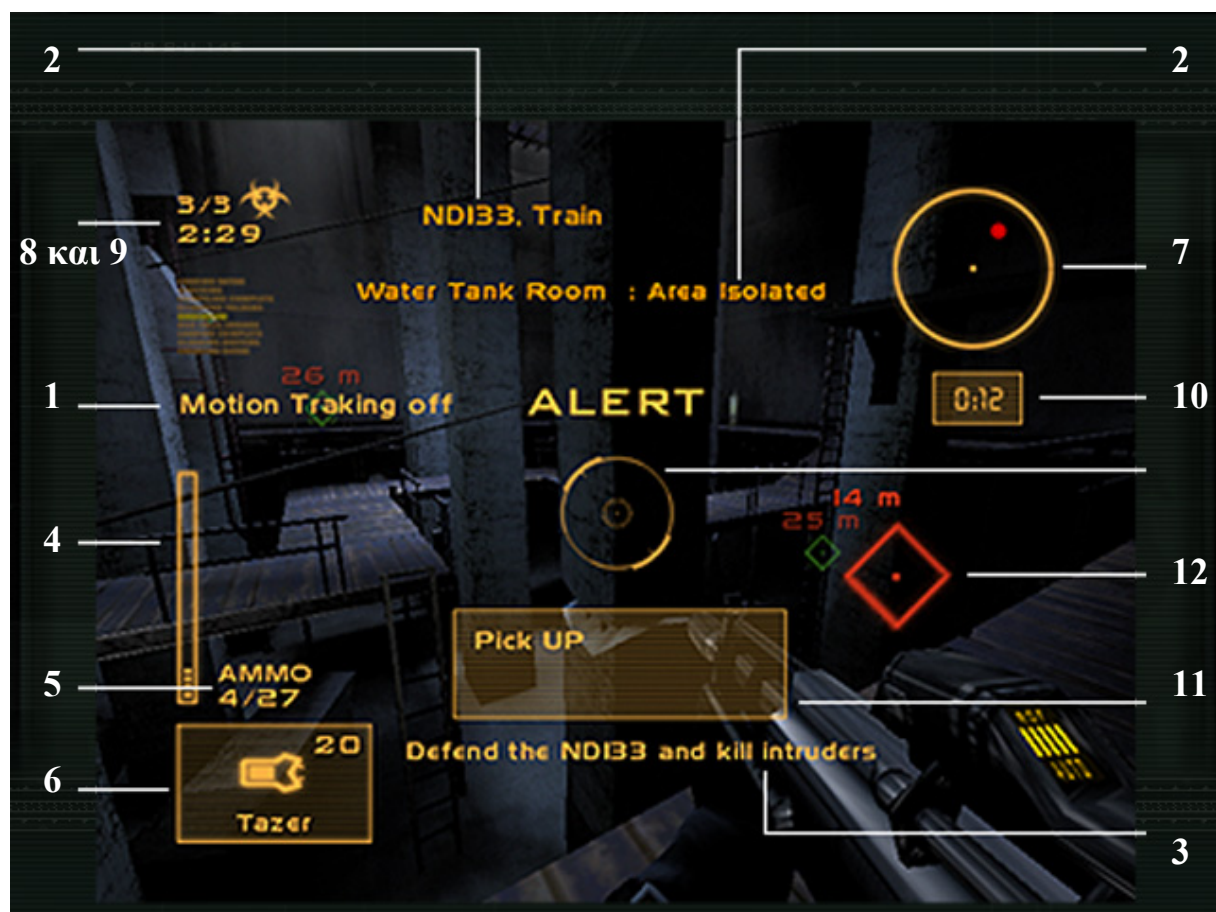 2
2
3/3
2:29
8 και 9
NDI33, Train
7
Water Tank Room : Area Isolated
26 m
1
Motion Traking off
ALERT
0:12
10
14 m
25 m
4
12
Pick UP
5
AMMO
4/27
11
20
Defend the NDI33 and kill intruders
6
Tazer
3